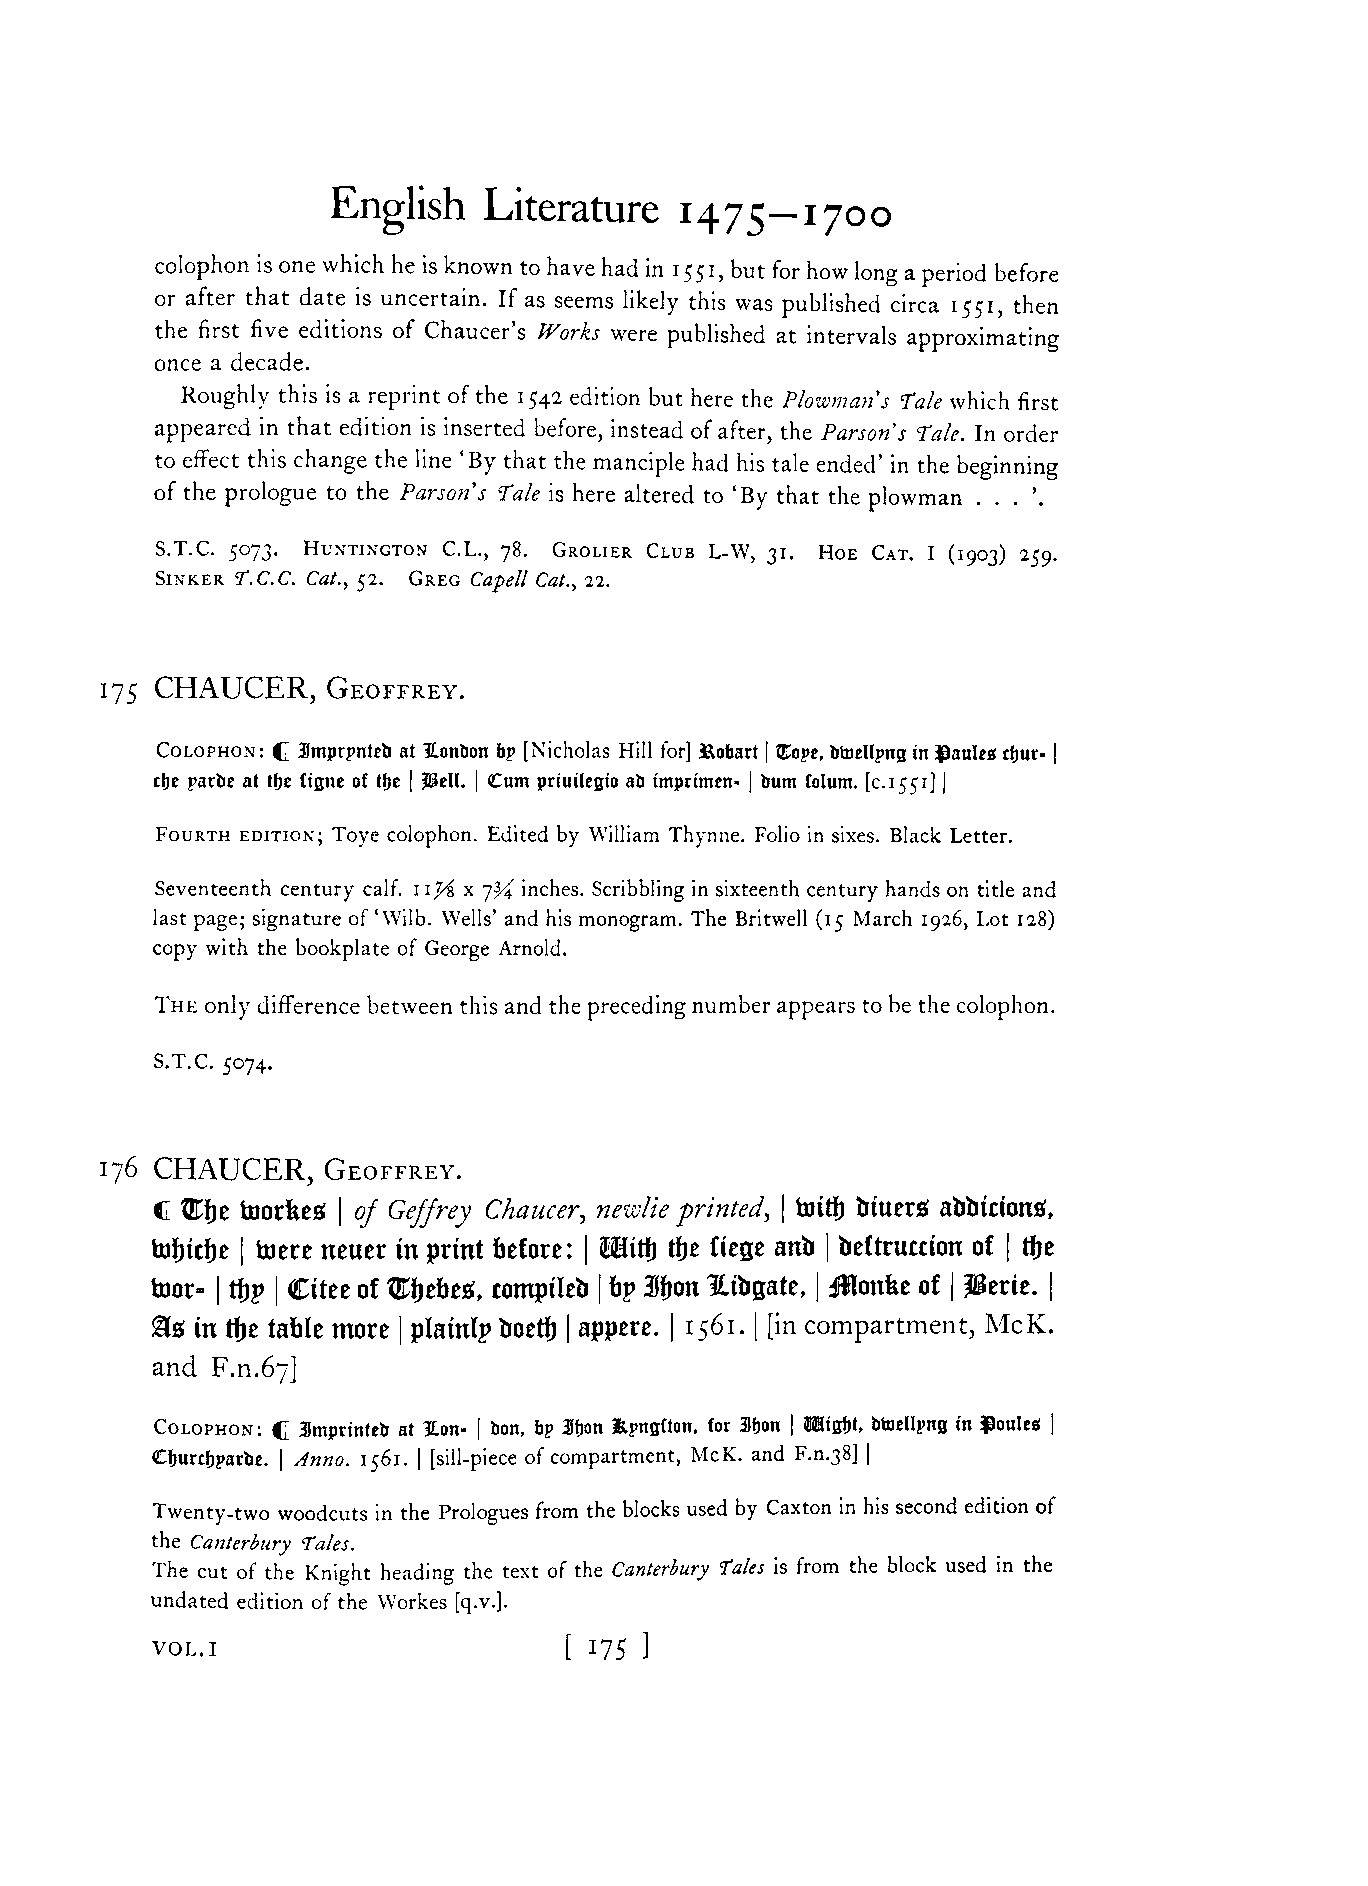 English Literature 1475–1700
colophon is one which he is known to have had in 1551, but for how long a period before
or after that date is uncertain. If as seems likely this was published circa 1551, then
the first five editions of Chaucer's Works were published at intervals approximating
once a decade.
Roughly this is a reprint of the 1542 edition but here the Plowman's Tale which first
appeared in that edition is inserted before, instead of after, the Parson's Tale. In order
to effect this change the line ‘By that the manciple had his tale ended’ in the beginning
of the prologue to the Parson's Tale is here altered to ‘By that the plowman . . . ’.
S.T.C. 5073. Huntington C.L., 78. Grolier Club L-W, 31. Hoe Cat. I (1903) 259.
Sinker T.C.C. Cat., 52. Greg Capell Cat., 22.
175 CHAUCER, Geoffrey.
Colophon: ⁋ Imprynted at London by [Nicholas Hill for] Robart | Toye, dwellyng in Paules chur- |
che yarde at the ſigne of the | Bell. | Cum priuilegio ad imprimen- | dum ſolum. [c.1551] |
Fourth edition; Toye colophon. Edited by William Thynne. Folio in sixes. Black Letter.
Seventeenth century calf. 11⅞ x 7¾ inches. Scribbling in sixteenth century hands on title and
last page; signature of ‘Wilb. Wells’ and his monogram. The Britwell (15 March 1926, Lot 128)
copy with the bookplate of George Arnold.
The only difference between this and the preceding number appears to be the colophon.
S.T.C. 5074.
176 CHAUCER, Geoffrey.
⁋ The workes | of Geffrey Chaucer, newlie printed, | with diuers addicions,
whiche | were neuer in print before: | With the ſiege and | deſtruccion of | the
wor- | thy | Citee of Thebes, compiled | by Ihon Lidgate, | Monke of | Berie. |
As in the table more | plainly doeth | appere. | 1561. | [in compartment, McK.
and F.n.67]
Colophon: ⁋ Imprinted at Lon- | don, by Ihon Kyngſton, for Ihon | Wight, dwellyng in Poules |
Churchyarde. | Anno. 1561. | [sill-piece of compartment, McK. and F.n.38] |
Twenty-two woodcuts in the Prologues from the blocks used by Caxton in his second edition of
the Canterbury Tales.
The cut of the Knight heading the text of the Canterbury Tales is from the block used in the
undated edition of the Workes [q.v.].
VOL.I [ 175 ]